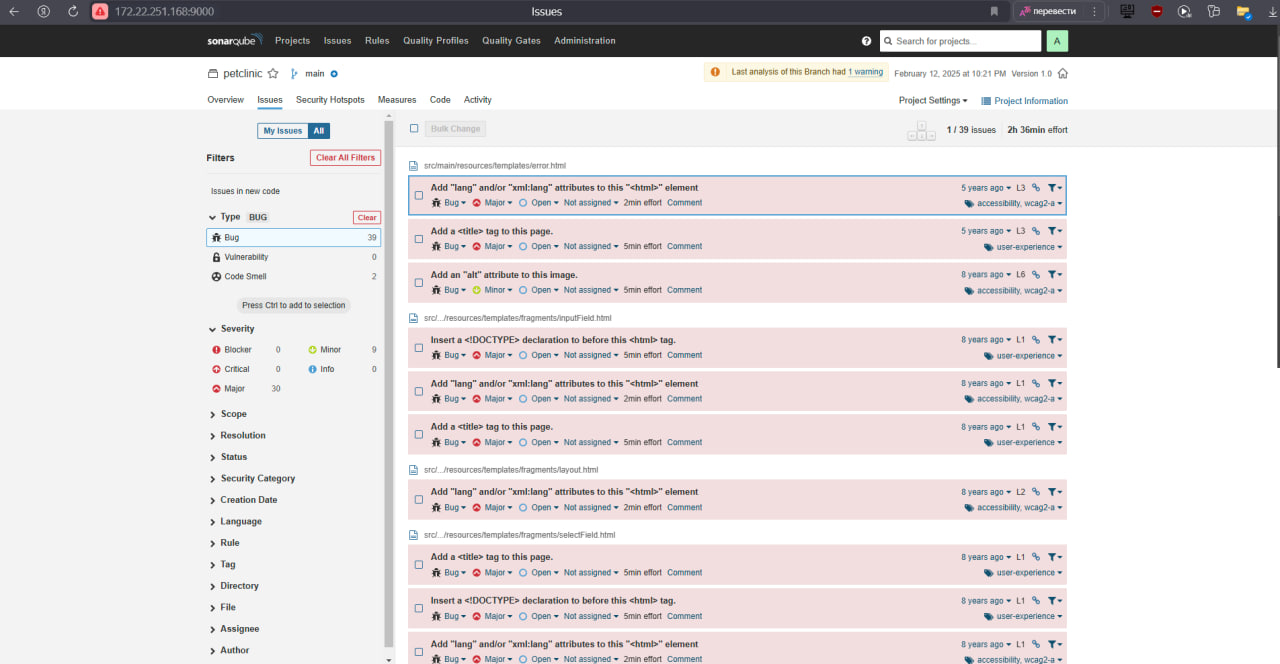 172.22.251.168:9000 Issues перевести
sonarqube Projects Issues Rules Quality Profiles Quality Gates Administration Search for projects... A
petclinic main Last analysis of this Branch had 1 warning February 12, 2025 at 10:21 PM Version 1.0
Overview Issues Security Hotspots Measures Code Activity Project Settings Project Information
My Issues All Bulk Change 1 / 39 issues 2h 36min effort
Filters Clear All Filters
Issues in new code
Type BUG Clear
Bug 39
Vulnerability 0
Code Smell 2
Press Ctrl to add to selection
Severity
Blocker 0 Minor 9
Critical 0 Info 0
Major 30
Scope
Resolution
Status
Security Category
Creation Date
Language
Rule
Tag
Directory
File
Assignee
Author
src/main/resources/templates/error.html
Add "lang" and/or "xml:lang" attributes to this "<html>" element 5 years ago L3
Bug Major Open Not assigned 2min effort Comment accessibility, wcag2-a
Add a <title> tag to this page. 5 years ago L3
Bug Major Open Not assigned 5min effort Comment user-experience
Add an "alt" attribute to this image. 8 years ago L6
Bug Minor Open Not assigned 5min effort Comment accessibility, wcag2-a
src/.../resources/templates/fragments/inputField.html
Insert a <!DOCTYPE> declaration to before this <html> tag. 8 years ago L1
Bug Major Open Not assigned 5min effort Comment user-experience
Add "lang" and/or "xml:lang" attributes to this "<html>" element 8 years ago L1
Bug Major Open Not assigned 2min effort Comment accessibility, wcag2-a
Add a <title> tag to this page. 8 years ago L1
Bug Major Open Not assigned 5min effort Comment user-experience
src/.../resources/templates/fragments/layout.html
Add "lang" and/or "xml:lang" attributes to this "<html>" element 8 years ago L2
Bug Major Open Not assigned 2min effort Comment accessibility, wcag2-a
src/.../resources/templates/fragments/selectField.html
Add a <title> tag to this page. 8 years ago L1
Bug Major Open Not assigned 5min effort Comment user-experience
Insert a <!DOCTYPE> declaration to before this <html> tag. 8 years ago L1
Bug Major Open Not assigned 5min effort Comment user-experience
Add "lang" and/or "xml:lang" attributes to this "<html>" element 8 years ago L1
Bug Major Open Not assigned 2min effort Comment accessibility, wcag2-a